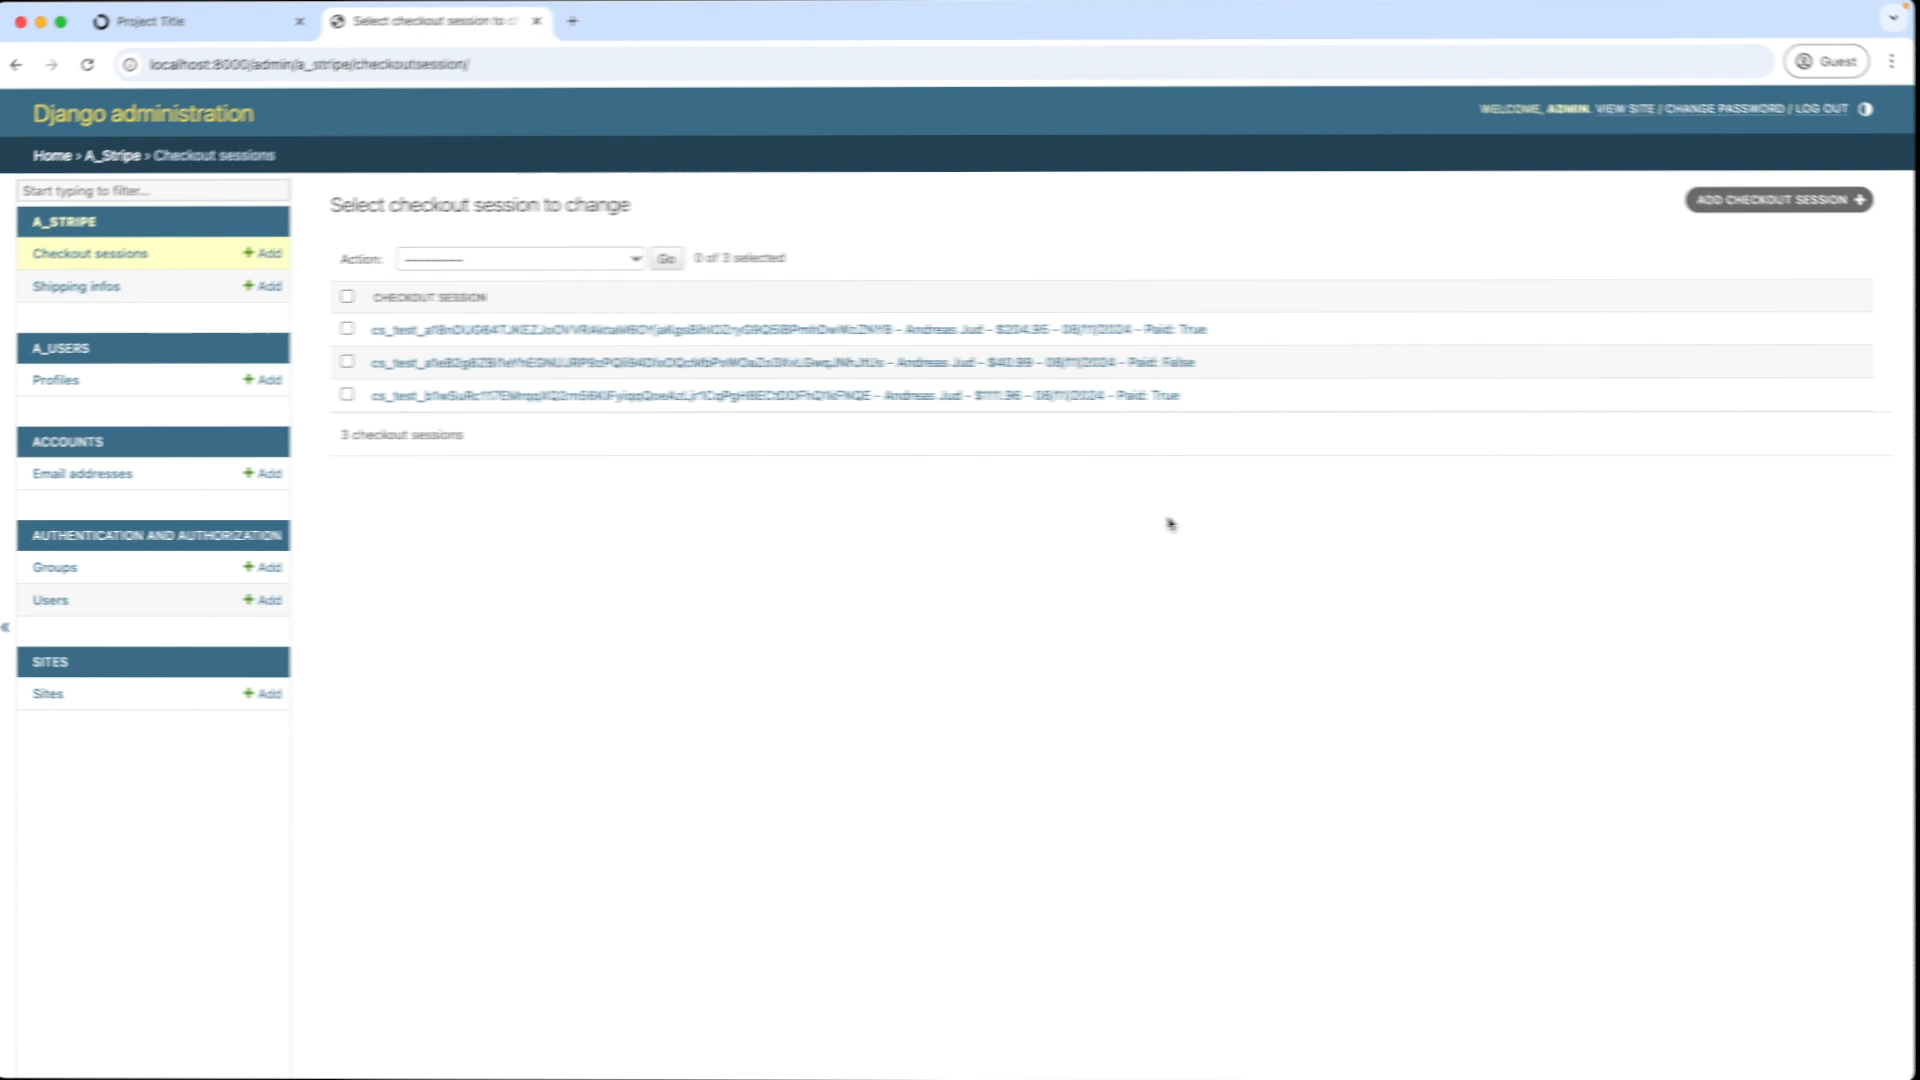 Project Title
Select checkout session to c
localhost:8000/admin/a_stripe/checkoutsession/
Guest
Django administration
WELCOME, ADMIN. VIEW SITE / CHANGE PASSWORD / LOG OUT
Home › A_Stripe › Checkout sessions
Start typing to filter...
Select checkout session to change
ADD CHECKOUT SESSION +
A_STRIPE
Checkout sessions + Add
Shipping infos + Add
A_USERS
Profiles + Add
ACCOUNTS
Email addresses + Add
AUTHENTICATION AND AUTHORIZATION
Groups + Add
Users + Add
SITES
Sites + Add
Action: --------- Go 0 of 3 selected
CHECKOUT SESSION
- Andreas Jud - $204.95 - 08/11/2024 - Paid: True
- Andreas Jud - $40.99 - 08/11/2024 - Paid: False
- Andreas Jud - $111.96 - 08/11/2024 - Paid: True
3 checkout sessions